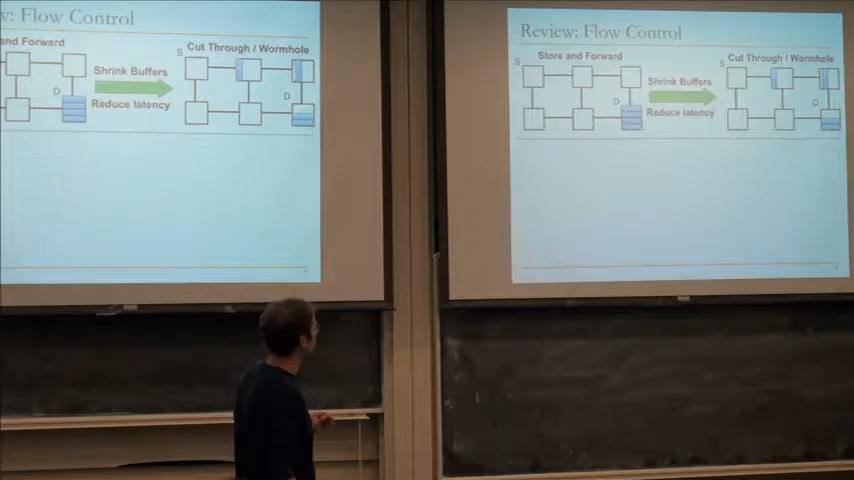 w: Flow Control
and Forward
Cut Through / Wormhole
S
Shrink Buffers
D
D
Reduce latency
Review: Flow Control
Store and Forward
Cut Through / Wormhole
S
S
Shrink Buffers
D
D
Reduce latency